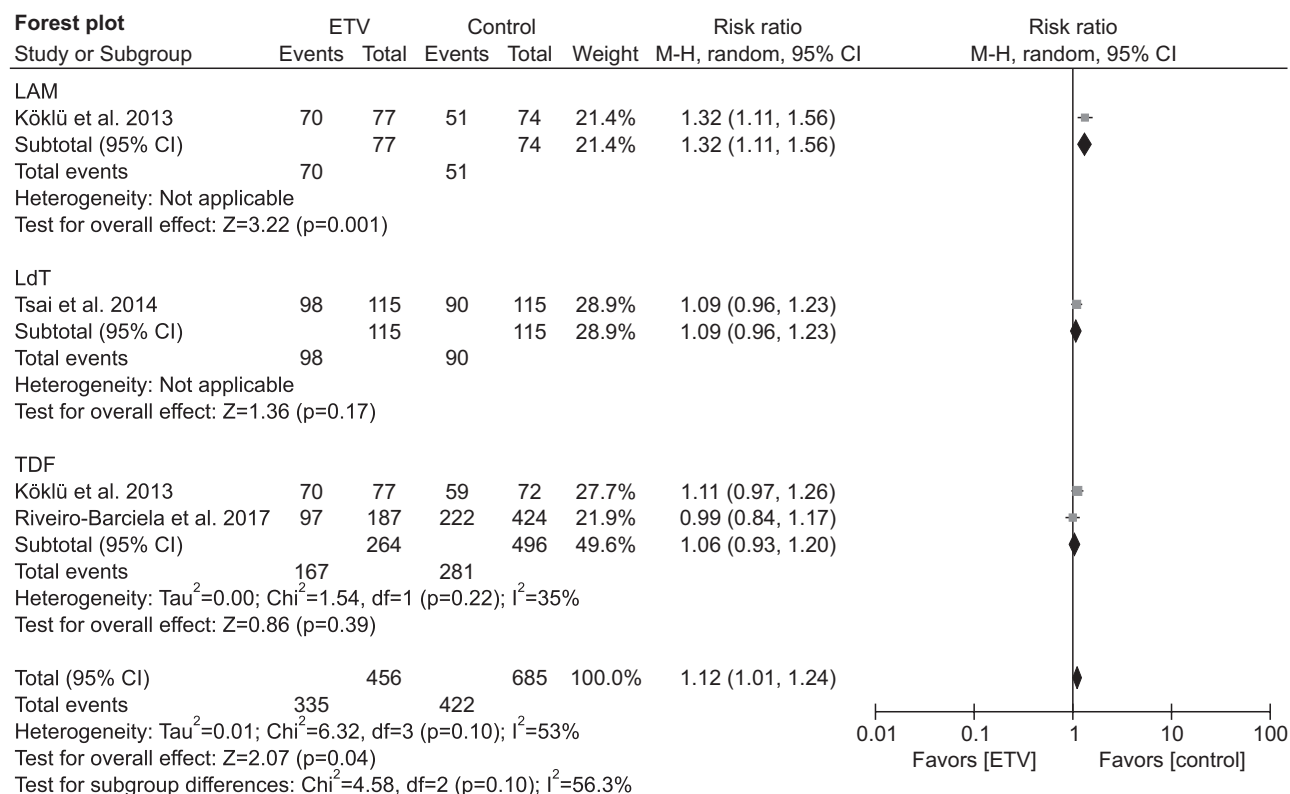 Forest plot ETV Control Risk ratio Risk ratio
Study or Subgroup Events Total Events Total Weight M-H, random, 95% CI M-H, random, 95% CI
LAM
Köklü et al. 2013 70 77 51 74 21.4% 1.32 (1.11, 1.56)
Subtotal (95% CI) 77 74 21.4% 1.32 (1.11, 1.56)
Total events 70 51
Heterogeneity: Not applicable
Test for overall effect: Z=3.22 (p=0.001)
LdT
Tsai et al. 2014 98 115 90 115 28.9% 1.09 (0.96, 1.23)
Subtotal (95% CI) 115 115 28.9% 1.09 (0.96, 1.23)
Total events 98 90
Heterogeneity: Not applicable
Test for overall effect: Z=1.36 (p=0.17)
TDF
Köklü et al. 2013 70 77 59 72 27.7% 1.11 (0.97, 1.26)
Riveiro-Barciela et al. 2017 97 187 222 424 21.9% 0.99 (0.84, 1.17)
Subtotal (95% CI) 264 496 49.6% 1.06 (0.93, 1.20)
Total events 167 281
Heterogeneity: Tau²=0.00; Chi²=1.54, df=1 (p=0.22); I²=35%
Test for overall effect: Z=0.86 (p=0.39)
Total (95% CI) 456 685 100.0% 1.12 (1.01, 1.24)
Total events 335 422
Heterogeneity: Tau²=0.01; Chi²=6.32, df=3 (p=0.10); I²=53%
Test for overall effect: Z=2.07 (p=0.04)
Test for subgroup differences: Chi²=4.58, df=2 (p=0.10); I²=56.3%
0.01 0.1 1 10 100
Favors [ETV] Favors [control]